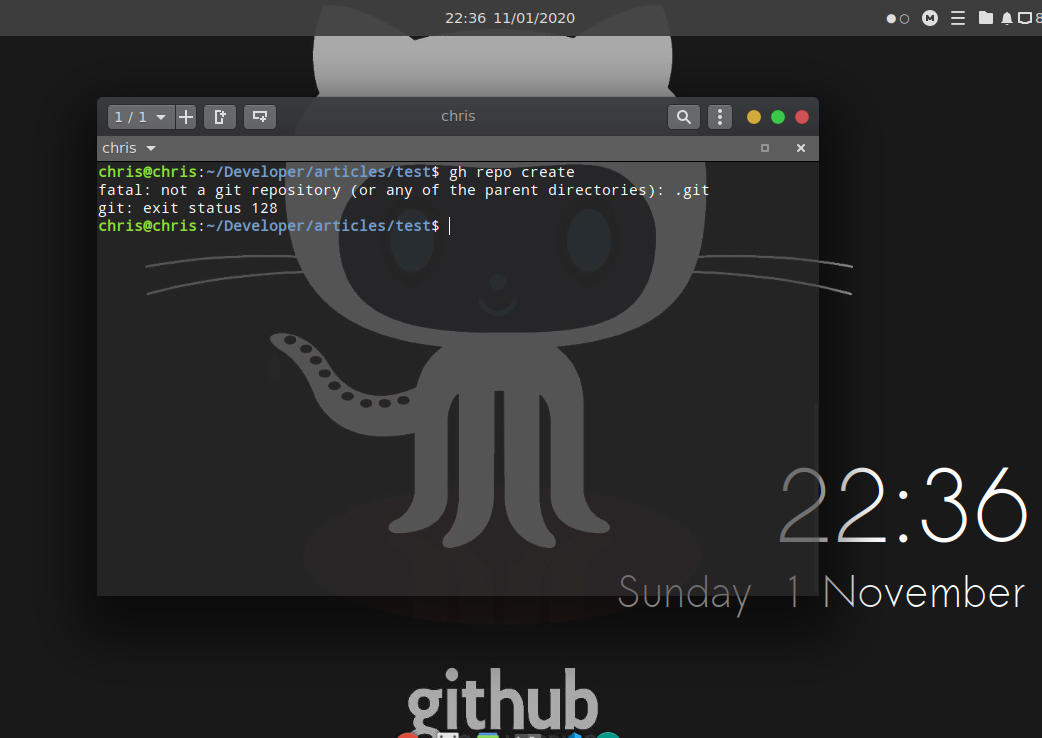 22:36 11/01/2020
1 / 1
chris
chris
chris@chris:~/Developer/articles/test$ gh repo create
fatal: not a git repository (or any of the parent directories): .git
git: exit status 128
chris@chris:~/Developer/articles/test$
22:36
Sunday 1 November
github